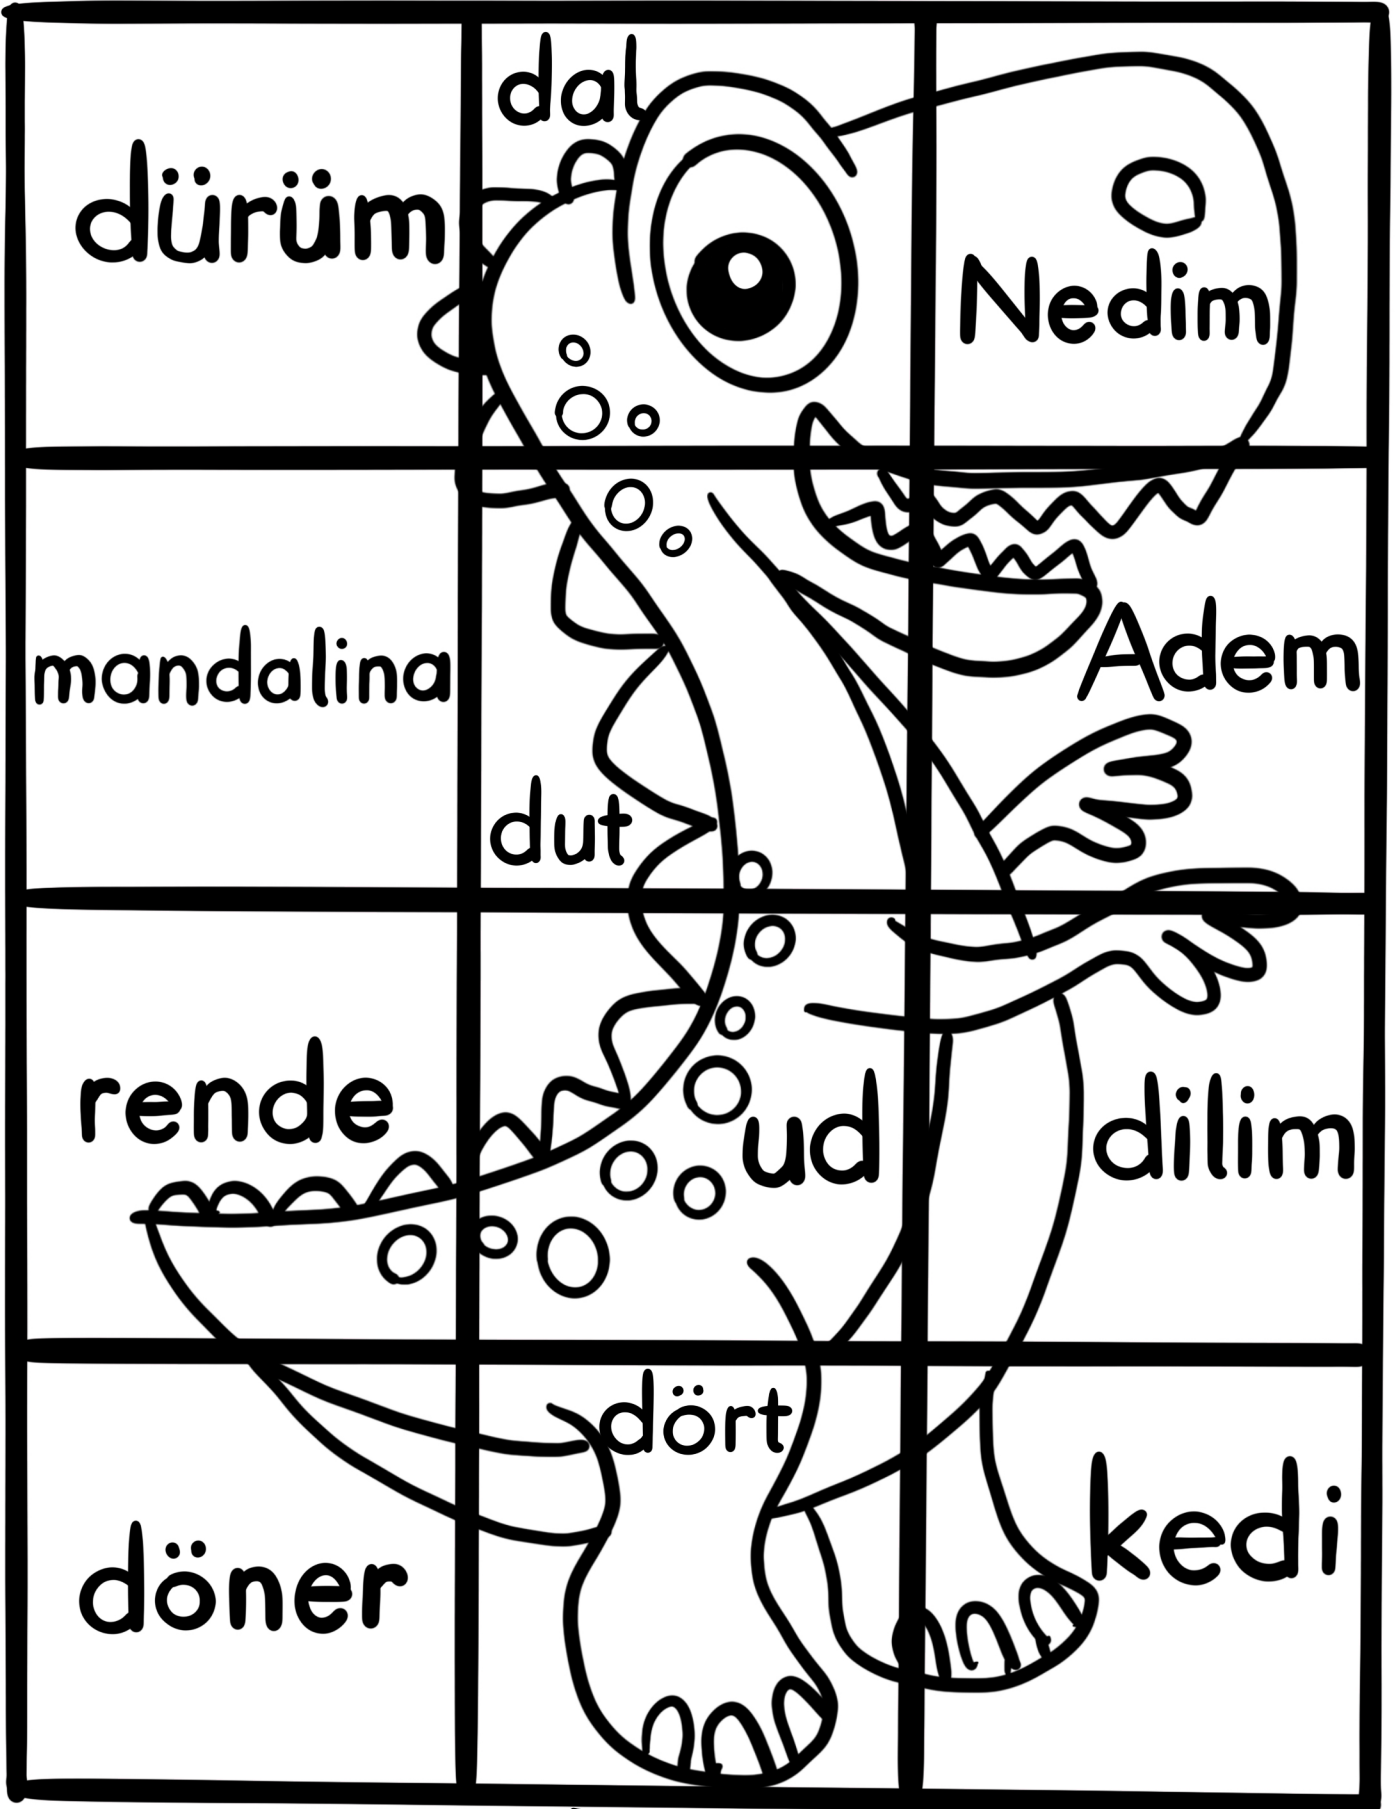 dürüm
dal
Nedim
mandalina
dut
Adem
rende
ud
dilim
döner
dört
kedi